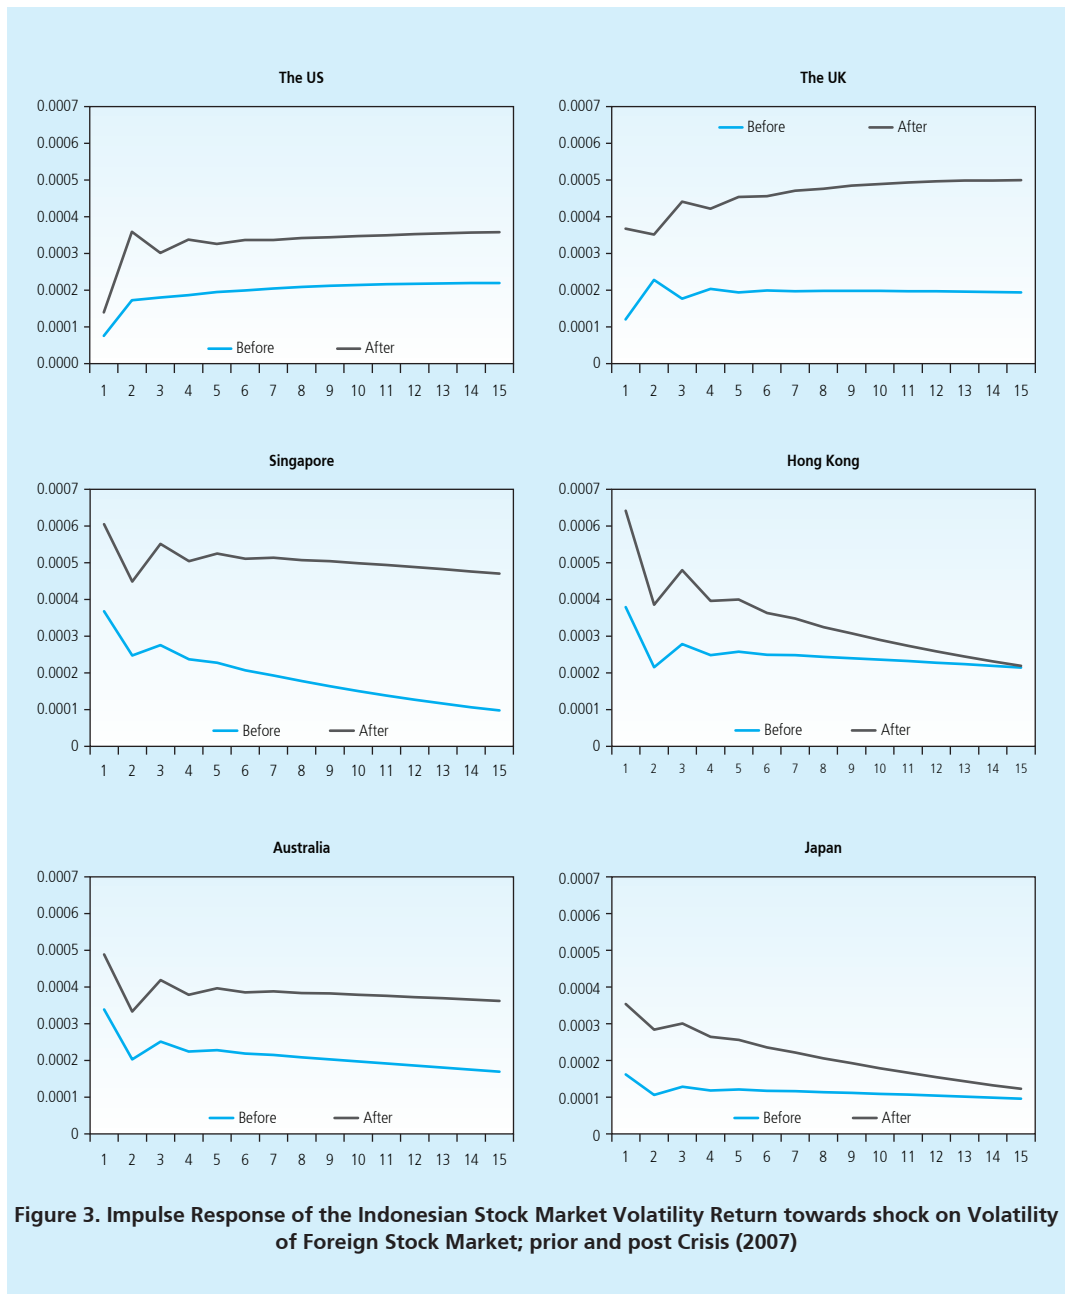 The US
0.0007
0.0006
0.0005
0.0004
0.0003
0.0002
0.0001
0.0000
Before After
1 2 3 4 5 6 7 8 9 10 11 12 13 14 15
The UK
0.0007
0.0006
0.0005
0.0004
0.0003
0.0002
0.0001
0
Before After
1 2 3 4 5 6 7 8 9 10 11 12 13 14 15
Singapore
0.0007
0.0006
0.0005
0.0004
0.0003
0.0002
0.0001
0
Before After
1 2 3 4 5 6 7 8 9 10 11 12 13 14 15
Hong Kong
0.0007
0.0006
0.0005
0.0004
0.0003
0.0002
0.0001
0
Before After
1 2 3 4 5 6 7 8 9 10 11 12 13 14 15
Australia
0.0007
0.0006
0.0005
0.0004
0.0003
0.0002
0.0001
0
Before After
1 2 3 4 5 6 7 8 9 10 11 12 13 14 15
Japan
0.0007
0.0006
0.0005
0.0004
0.0003
0.0002
0.0001
0
Before After
1 2 3 4 5 6 7 8 9 10 11 12 13 14 15
Figure 3. Impulse Response of the Indonesian Stock Market Volatility Return towards shock on Volatility
of Foreign Stock Market; prior and post Crisis (2007)